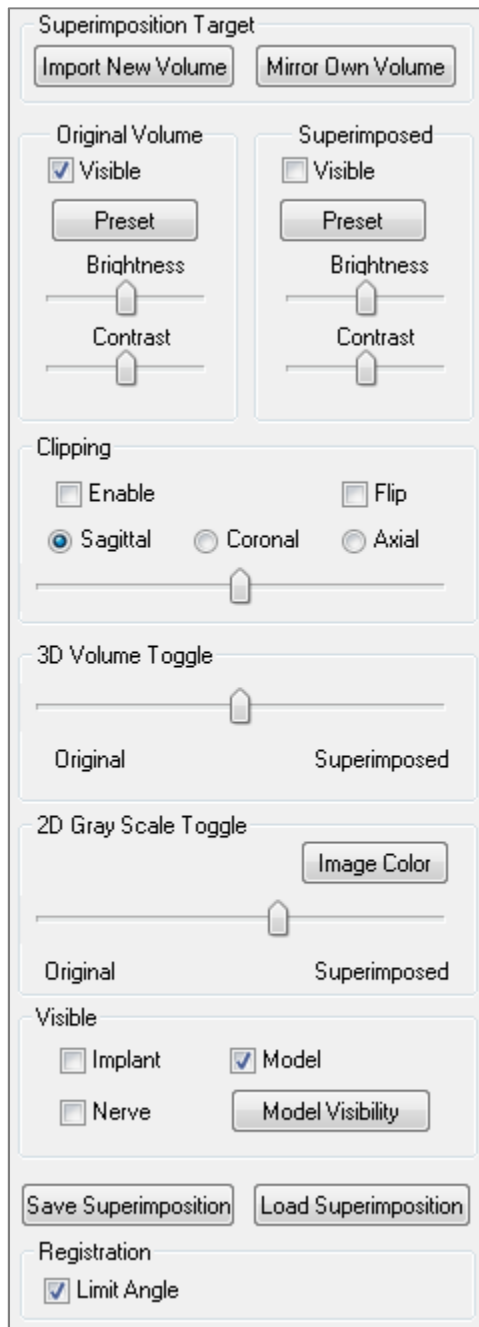 Superimposition Target
Import New Volume Mirror Own Volume
Original Volume Superimposed
Visible Visible
Preset Preset
Brightness Brightness
Contrast Contrast
Clipping
Enable Flip
Sagittal Coronal Axial
3D Volume Toggle
Original Superimposed
2D Gray Scale Toggle
Image Color
Original Superimposed
Visible
Implant Model
Nerve Model Visibility
Save Superimposition Load Superimposition
Registration
Limit Angle